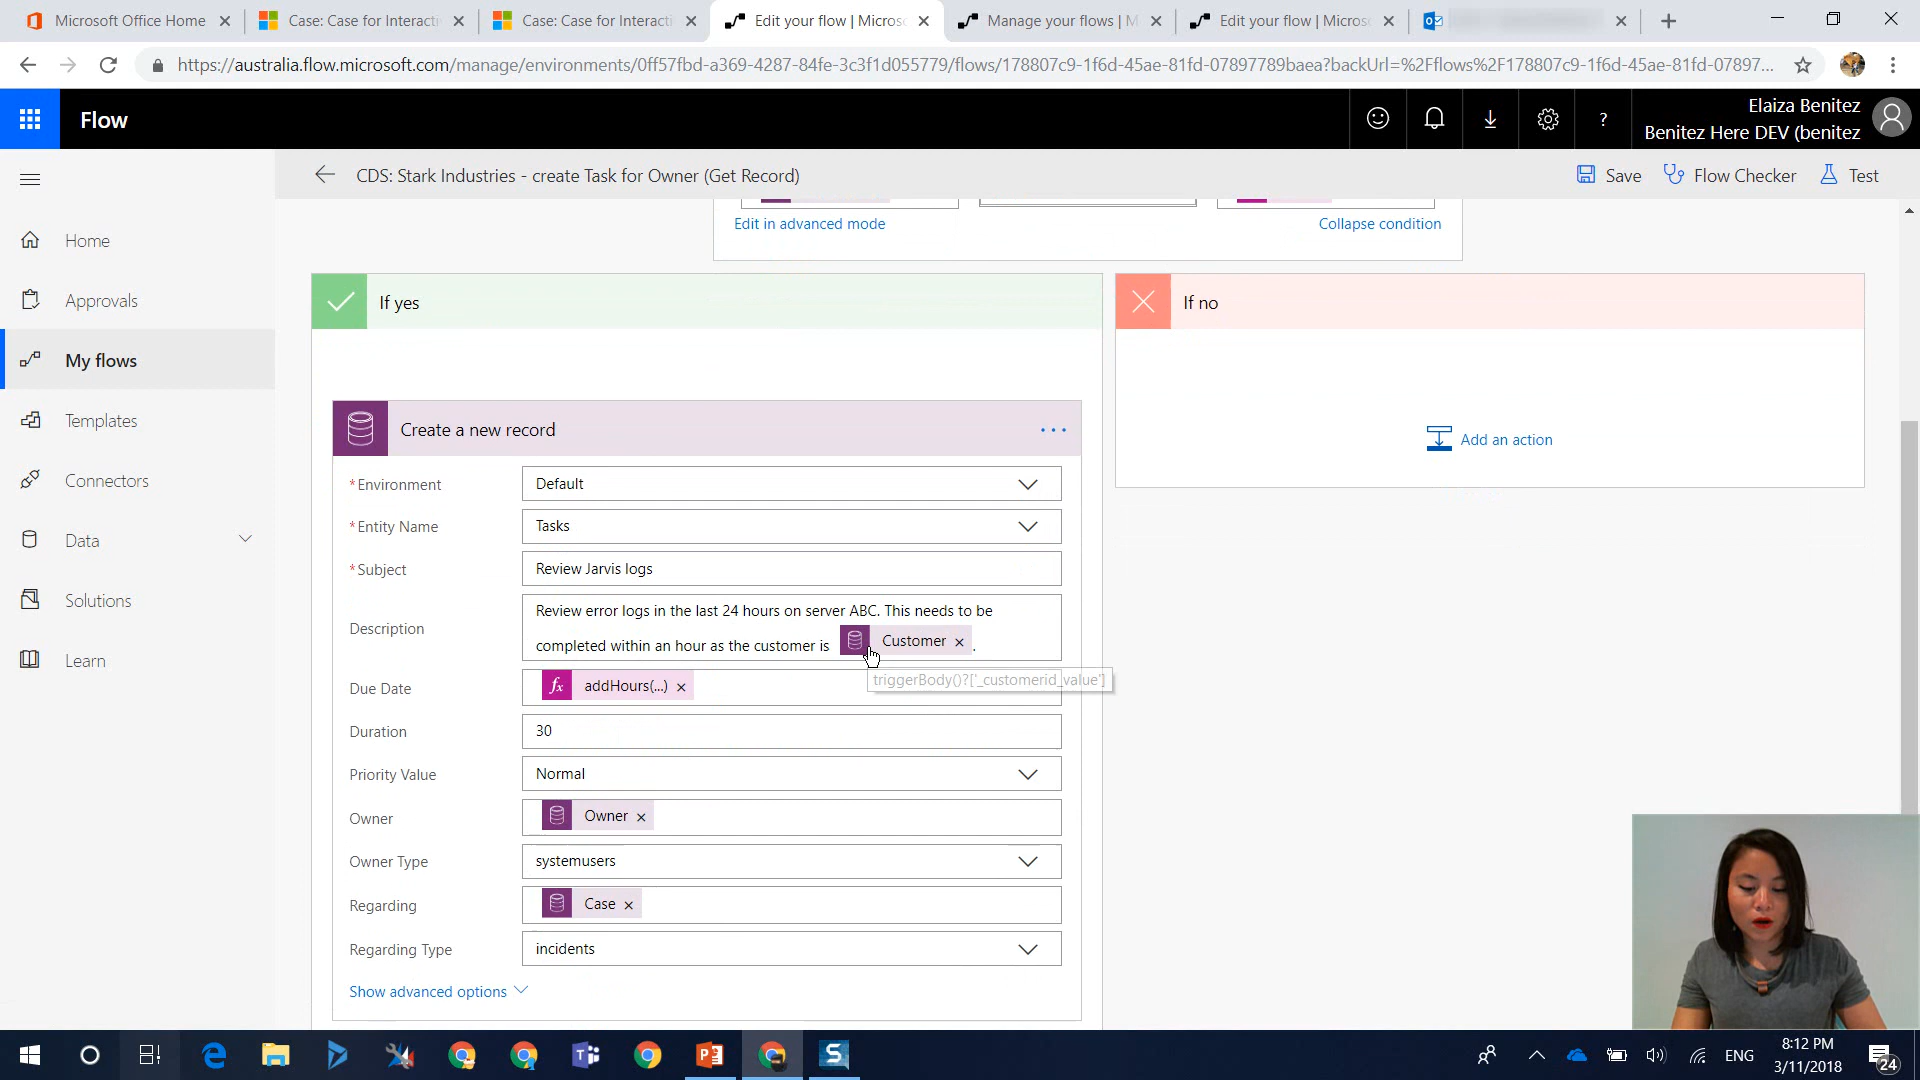 Microsoft Office Home
Case: Case for Interacti
Case: Case for Interacti
Edit your flow | Micros
Manage your flows | M
Edit your flow | Micros
https://australia.flow.microsoft.com/manage/environments/0ff57fbd-a369-4287-84fe-3c3f1d055779/flows/178807c9-1f6d-45ae-81fd-07897789baea?backUrl=%2Fflows%2F178807c9-1f6d-45ae-81fd-07897...
Flow
?
Elaiza Benitez
Benitez Here DEV (benitez
CDS: Stark Industries - create Task for Owner (Get Record)
Save
Flow Checker
Test
Home
Approvals
My flows
Templates
Connectors
Data
Solutions
Learn
Edit in advanced mode
Collapse condition
If yes
If no
Add an action
Create a new record
...
*Environment
Default
*Entity Name
Tasks
*Subject
Review Jarvis logs
Description
Review error logs in the last 24 hours on server ABC. This needs to be
completed within an hour as the customer is Customer × .
triggerBody()?['_customerid_value']
Due Date
fx addHours(...) ×
Duration
30
Priority Value
Normal
Owner
Owner ×
Owner Type
systemusers
Regarding
Case ×
Regarding Type
incidents
Show advanced options
ENG
8:12 PM
3/11/2018
24